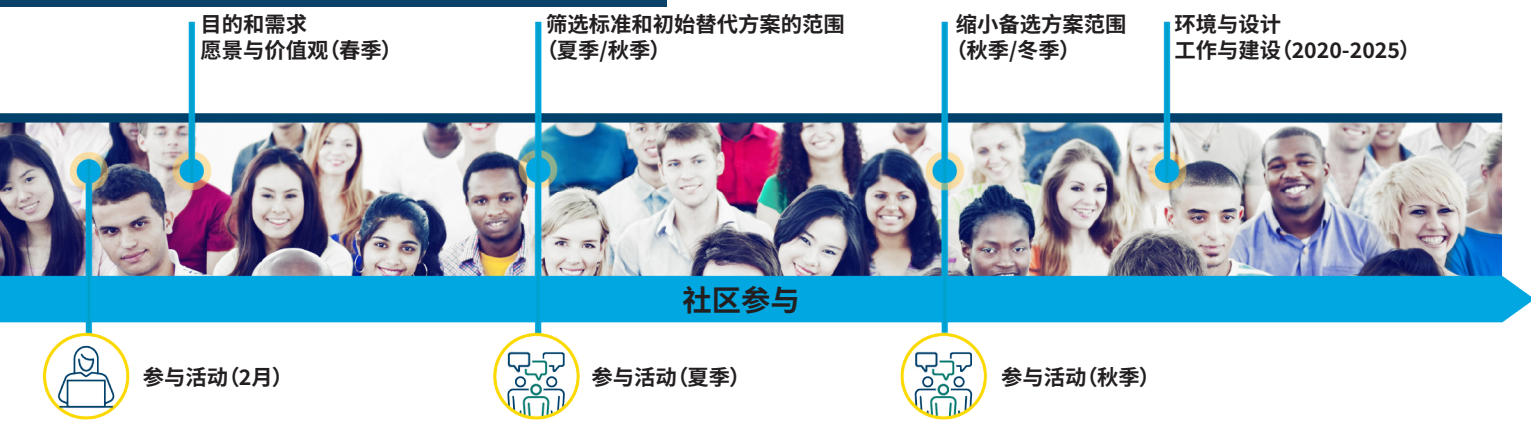 目的和需求
愿景与价值观（春季）
筛选标准和初始替代方案的范围
（夏季/秋季）
缩小备选方案范围
（秋季/冬季）
环境与设计
工作与建设（2020-2025）
社区参与
参与活动（2月）
参与活动（夏季）
参与活动（秋季）